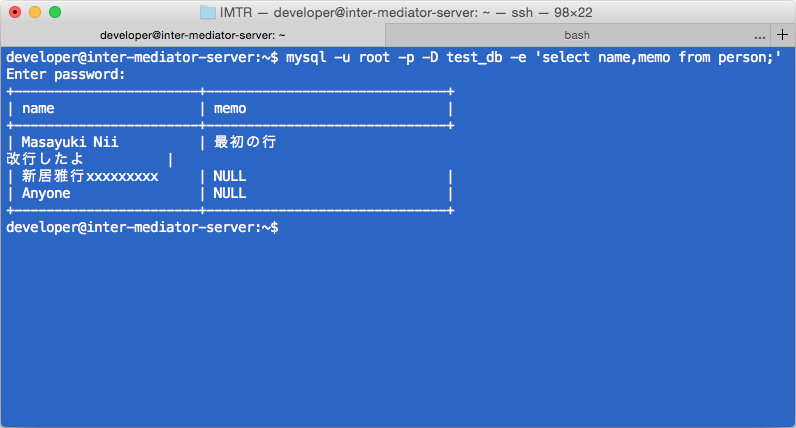 IMTR — developer@inter-mediator-server: ~ — ssh — 98×22
developer@inter-mediator-server: ~
bash
... +
developer@inter-mediator-server:~$ mysql -u root -p -D test_db -e 'select name,memo from person;'
Enter password:
+-----------------------+------------------------------+
| name                  | memo                         |
+-----------------------+------------------------------+
| Masayuki Nii          | 最初の行
改行したよ          |
| 新居雅行xxxxxxxxx     | NULL                         |
| Anyone                | NULL                         |
+-----------------------+------------------------------+
developer@inter-mediator-server:~$